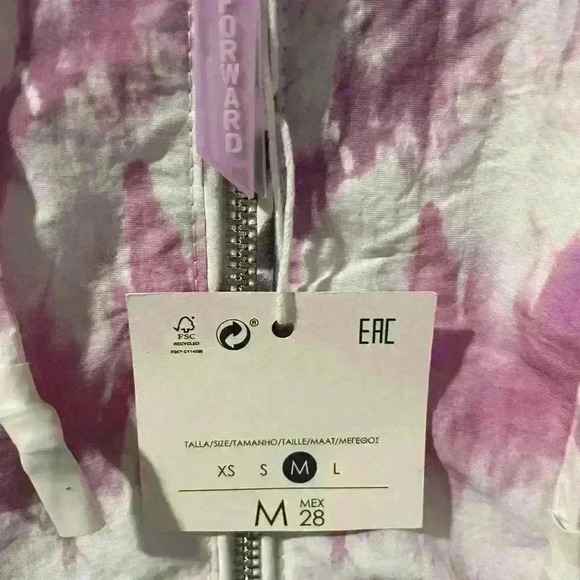 FORWARD
FSC
RECYCLED
®
EAC
TALLA/SIZE/TAMANHO/TAILLE/MAAT/ΜΕΓΕΘΟΣ
XS S M L
M MEX 28